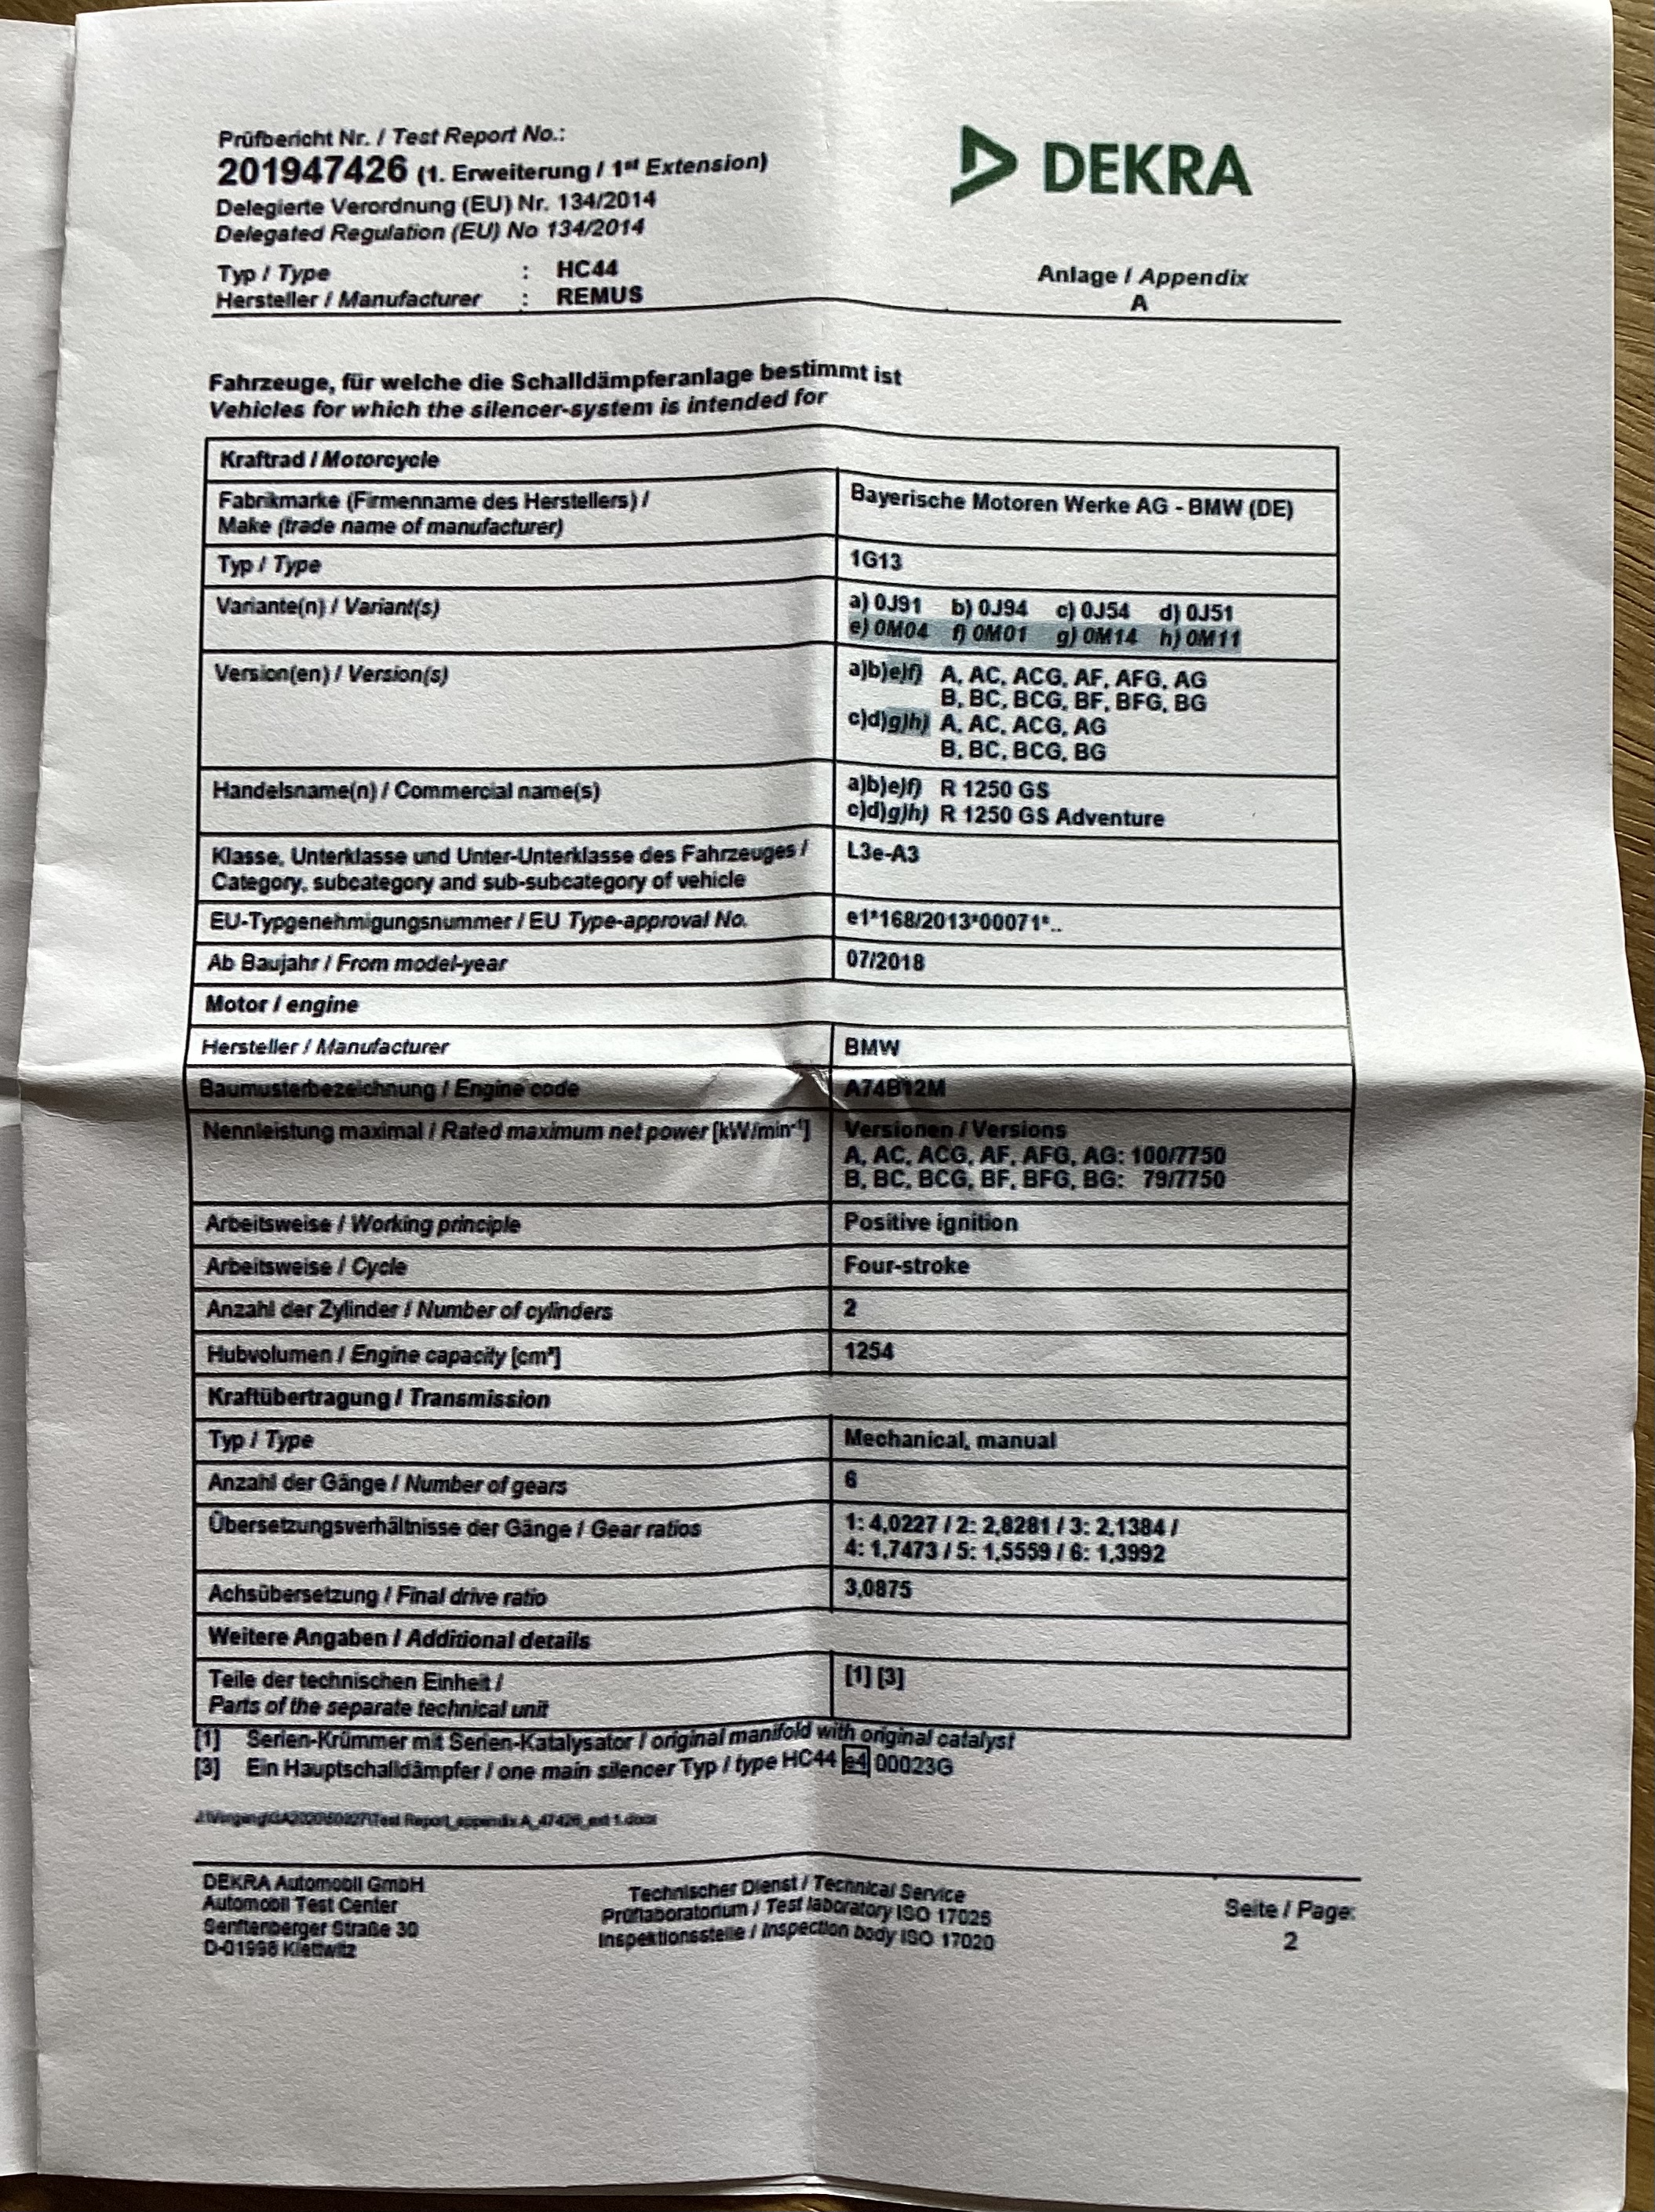 Prüfbericht Nr. / Test Report No.:
201947426 (1. Erweiterung / 1st Extension)
Delegierte Verordnung (EU) Nr. 134/2014
Delegated Regulation (EU) No 134/2014
DEKRA
Typ / Type : HC44
Hersteller / Manufacturer : REMUS
Anlage / Appendix
A
Fahrzeuge, für welche die Schalldämpferanlage bestimmt ist
Vehicles for which the silencer-system is intended for
Kraftrad / Motorcycle
Fabrikmarke (Firmenname des Herstellers) / Bayerische Motoren Werke AG - BMW (DE)
Make (trade name of manufacturer)
Typ / Type 1G13
Variante(n) / Variant(s) a) 0J91 b) 0J94 c) 0J54 d) 0J51
e) 0M04 f) 0M01 g) 0M14 h) 0M11
Version(en) / Version(s) a)b)e)f) A, AC, ACG, AF, AFG, AG
B, BC, BCG, BF, BFG, BG
c)d)g)h) A, AC, ACG, AG
B, BC, BCG, BG
Handelsname(n) / Commercial name(s) a)b)e)f) R 1250 GS
c)d)g)h) R 1250 GS Adventure
Klasse, Unterklasse und Unter-Unterklasse des Fahrzeuges / L3e-A3
Category, subcategory and sub-subcategory of vehicle
EU-Typgenehmigungsnummer / EU Type-approval No. e1*168/2013*00071*..
Ab Baujahr / From model-year 07/2018
Motor / engine
Hersteller / Manufacturer BMW
Baumusterbezeichnung / Engine code A74B12M
Nennleistung maximal / Rated maximum net power [kW/min-1] Versionen / Versions
A, AC, ACG, AF, AFG, AG: 100/7750
B, BC, BCG, BF, BFG, BG: 79/7750
Arbeitsweise / Working principle Positive ignition
Arbeitsweise / Cycle Four-stroke
Anzahl der Zylinder / Number of cylinders 2
Hubvolumen / Engine capacity [cm³] 1254
Kraftübertragung / Transmission
Typ / Type Mechanical, manual
Anzahl der Gänge / Number of gears 6
Übersetzungsverhältnisse der Gänge / Gear ratios 1: 4,0227 / 2: 2,8281 / 3: 2,1384 /
4: 1,7473 / 5: 1,5559 / 6: 1,3992
Achsübersetzung / Final drive ratio 3,0875
Weitere Angaben / Additional details
Teile der technischen Einheit / [1] [3]
Parts of the separate technical unit
[1] Serien-Krümmer mit Serien-Katalysator / original manifold with original catalyst
[3] Ein Hauptschalldämpfer / one main silencer Typ / type HC44 e4 00023G
Report_appendix A_47426_ext 1.docx
DEKRA Automobil GmbH
Automobil Test Center
Senftenberger Straße 30
D-01998 Klettwitz
Technischer Dienst / Technical Service
Prüflaboratorium / Test laboratory ISO 17025
Inspektionsstelle / Inspection body ISO 17020
Seite / Page:
2